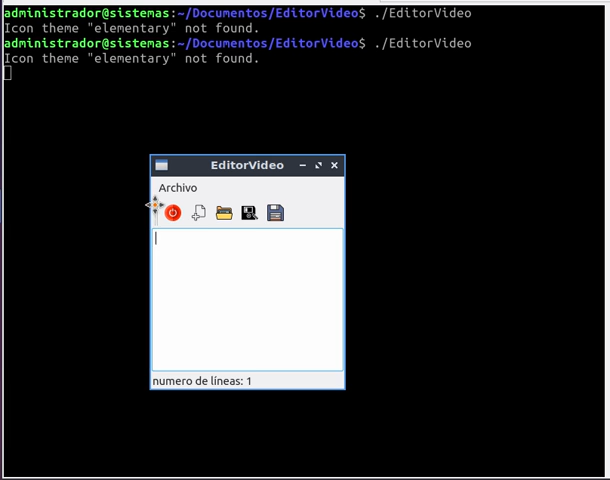 administrador@sistemas:~/Documentos/EditorVideo$ ./EditorVideo
Icon theme "elementary" not found.
administrador@sistemas:~/Documentos/EditorVideo$ ./EditorVideo
Icon theme "elementary" not found.
EditorVideo
Archivo
numero de líneas: 1